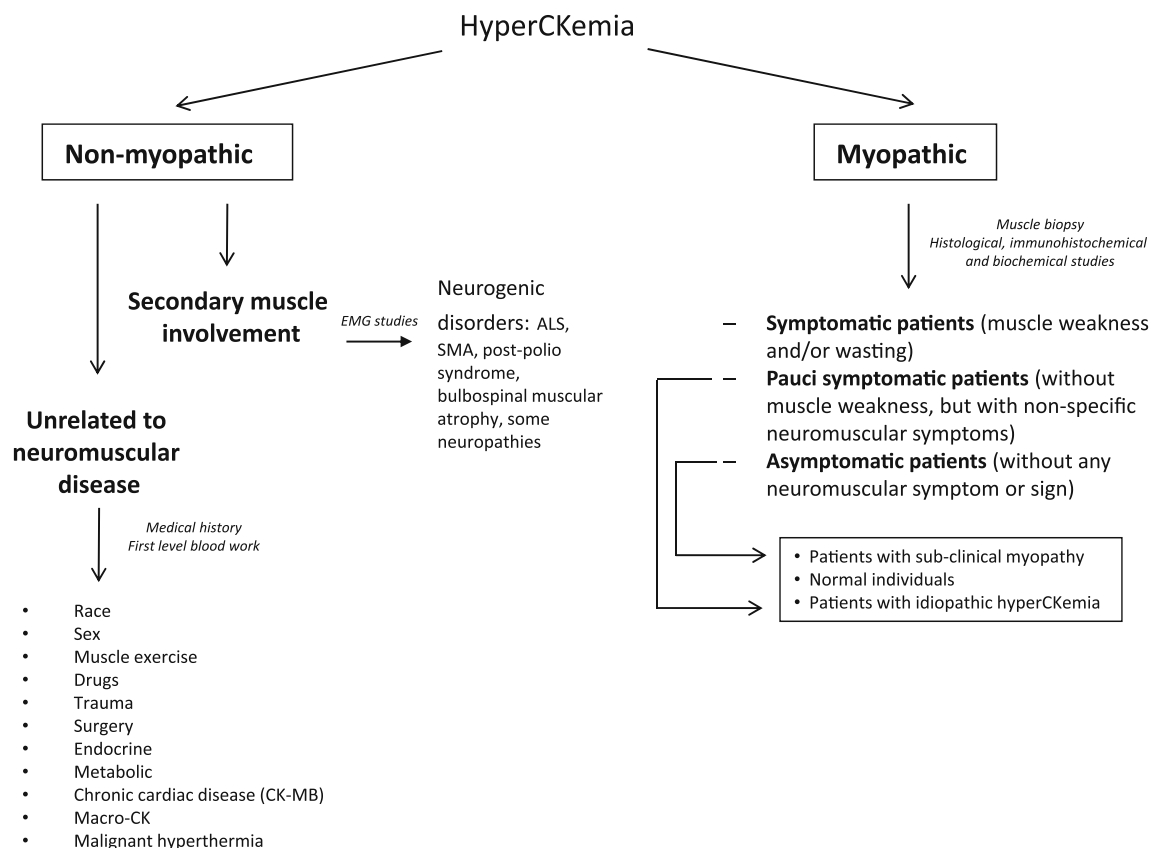 HyperCKemia
Non-myopathic
Secondary muscle
involvement
EMG studies
Neurogenic
disorders: ALS,
SMA, post-polio
syndrome,
bulbospinal muscular
atrophy, some
neuropathies
Unrelated to
neuromuscular
disease
Medical history
First level blood work
• Race
• Sex
• Muscle exercise
• Drugs
• Trauma
• Surgery
• Endocrine
• Metabolic
• Chronic cardiac disease (CK-MB)
• Macro-CK
• Malignant hyperthermia
Myopathic
Muscle biopsy
Histological, immunohistochemical
and biochemical studies
– Symptomatic patients (muscle weakness
and/or wasting)
– Pauci symptomatic patients (without
muscle weakness, but with non-specific
neuromuscular symptoms)
– Asymptomatic patients (without any
neuromuscular symptom or sign)
• Patients with sub-clinical myopathy
• Normal individuals
• Patients with idiopathic hyperCKemia